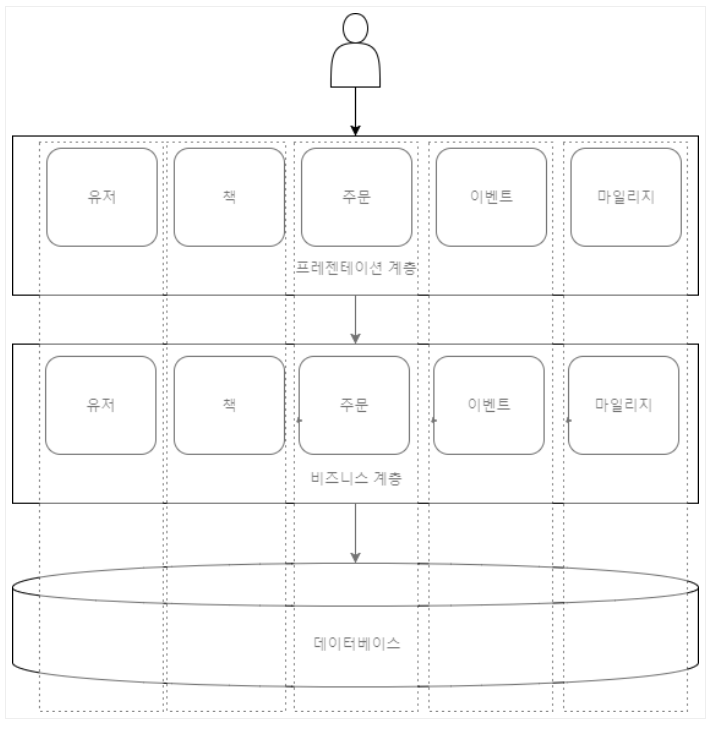 유저
책
주문
이벤트
마일리지
프레젠테이션 계층
유저
책
주문
이벤트
마일리지
비즈니스 계층
데이터베이스